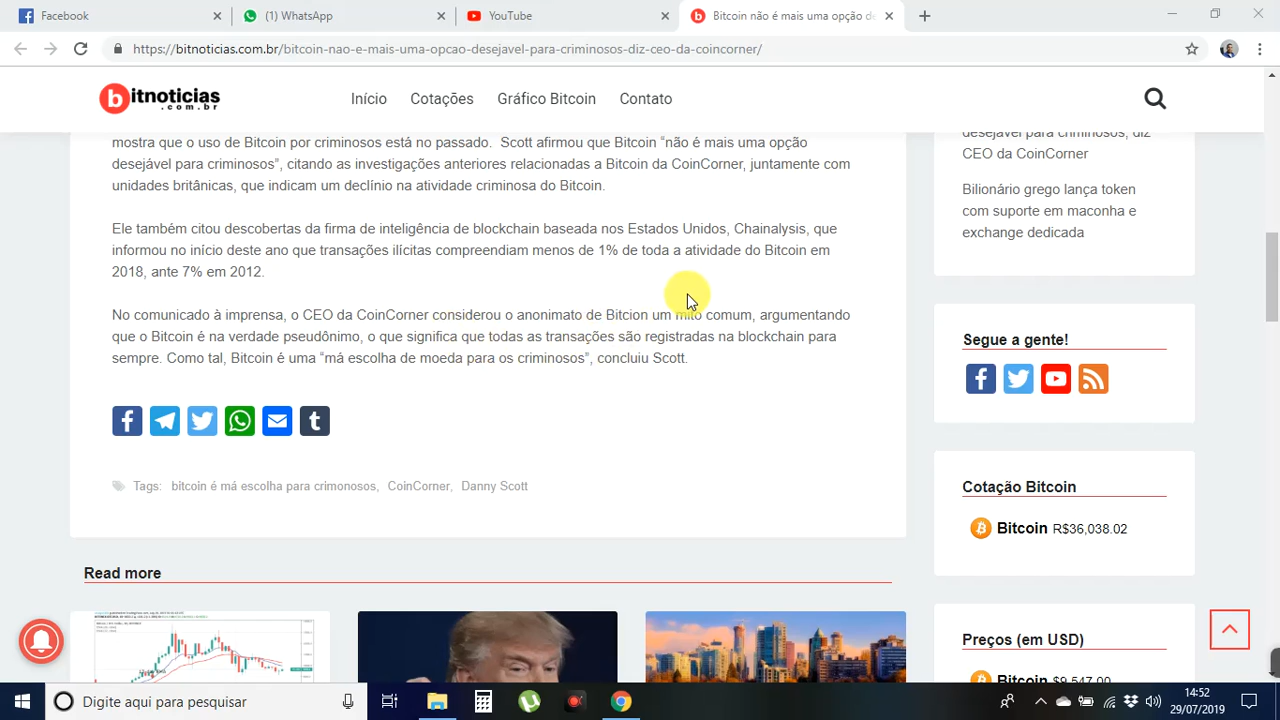 Facebook
(1) WhatsApp
YouTube
Bitcoin não é mais uma opção de
https://bitnoticias.com.br/bitcoin-nao-e-mais-uma-opcao-desejavel-para-criminosos-diz-ceo-da-coincorner/
bitnoticias
.com.br
Início
Cotações
Gráfico Bitcoin
Contato
mostra que o uso de Bitcoin por criminosos está no passado. Scott afirmou que Bitcoin “não é mais uma opção
desejável para criminosos”, citando as investigações anteriores relacionadas a Bitcoin da CoinCorner, juntamente com
unidades britânicas, que indicam um declínio na atividade criminosa do Bitcoin.
Ele também citou descobertas da firma de inteligência de blockchain baseada nos Estados Unidos, Chainalysis, que
informou no início deste ano que transações ilícitas compreendiam menos de 1% de toda a atividade do Bitcoin em
2018, ante 7% em 2012.
No comunicado à imprensa, o CEO da CoinCorner considerou o anonimato de Bitcion um mito comum, argumentando
que o Bitcoin é na verdade pseudônimo, o que significa que todas as transações são registradas na blockchain para
sempre. Como tal, Bitcoin é uma “má escolha de moeda para os criminosos”, concluiu Scott.
Tags: bitcoin é má escolha para crimonosos, CoinCorner, Danny Scott
Read more
desejável para criminosos, diz
CEO da CoinCorner
Bilionário grego lança token
com suporte em maconha e
exchange dedicada
Segue a gente!
Cotação Bitcoin
Bitcoin R$36,038.02
Preços (em USD)
Bitcoin $9,547.00
Digite aqui para pesquisar
14:52
29/07/2019